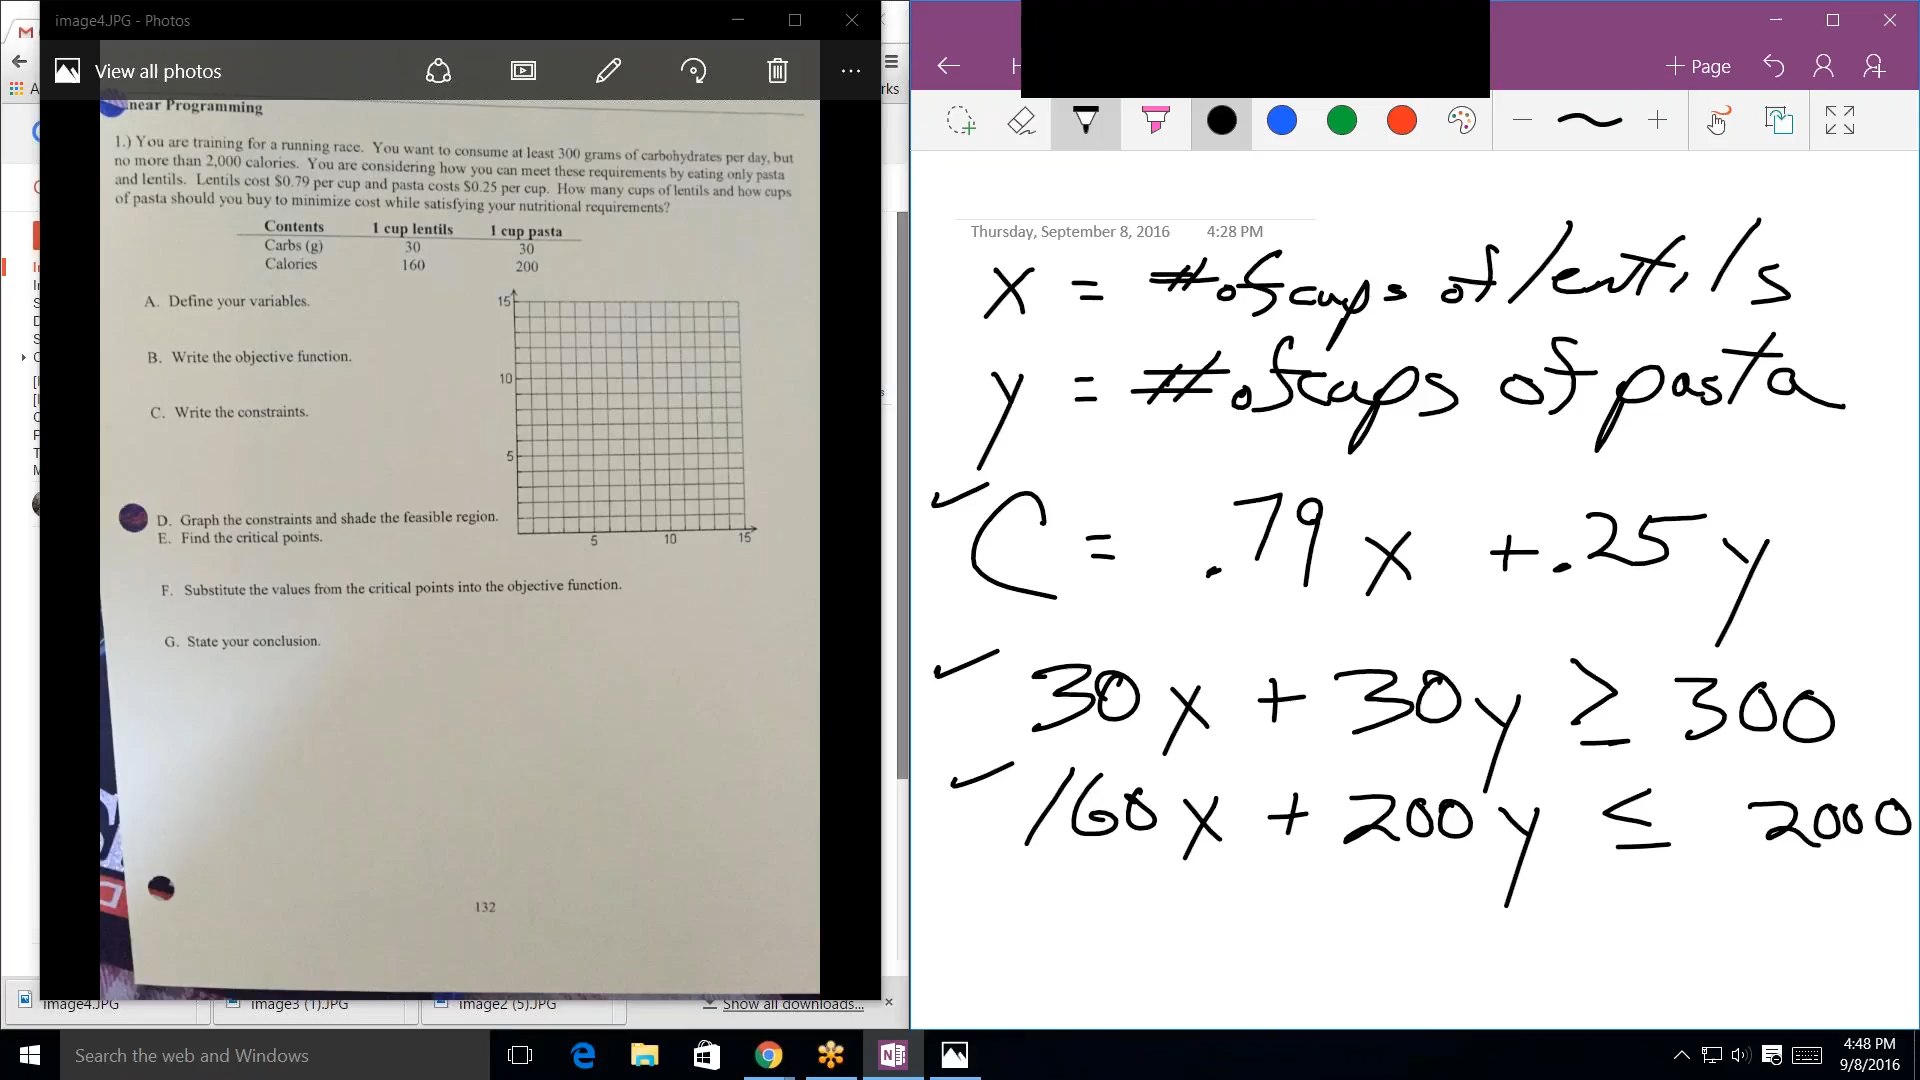 image4.JPG - Photos
View all photos
near Programming
1.) You are training for a running race. You want to consume at least 300 grams of carbohydrates per day, but
no more than 2,000 calories. You are considering how you can meet these requirements by eating only pasta
and lentils. Lentils cost $0.79 per cup and pasta costs $0.25 per cup. How many cups of lentils and how cups
of pasta should you buy to minimize cost while satisfying your nutritional requirements?
Contents 1 cup lentils 1 cup pasta
Carbs (g) 30 30
Calories 160 200
A. Define your variables.
B. Write the objective function.
C. Write the constraints.
15
10
5
D. Graph the constraints and shade the feasible region.
E. Find the critical points.
5 10 15
F. Substitute the values from the critical points into the objective function.
G. State your conclusion.
132
image4.JPG
image3 (1).JPG
image2 (5).JPG
Show all downloads...
Page
Thursday, September 8, 2016 4:28 PM
x = # of cups of lentils
y = # of cups of pasta
C = .79x + .25y
30x + 30y ≥ 300
160x + 200y ≤ 2000
Search the web and Windows
4:48 PM
9/8/2016